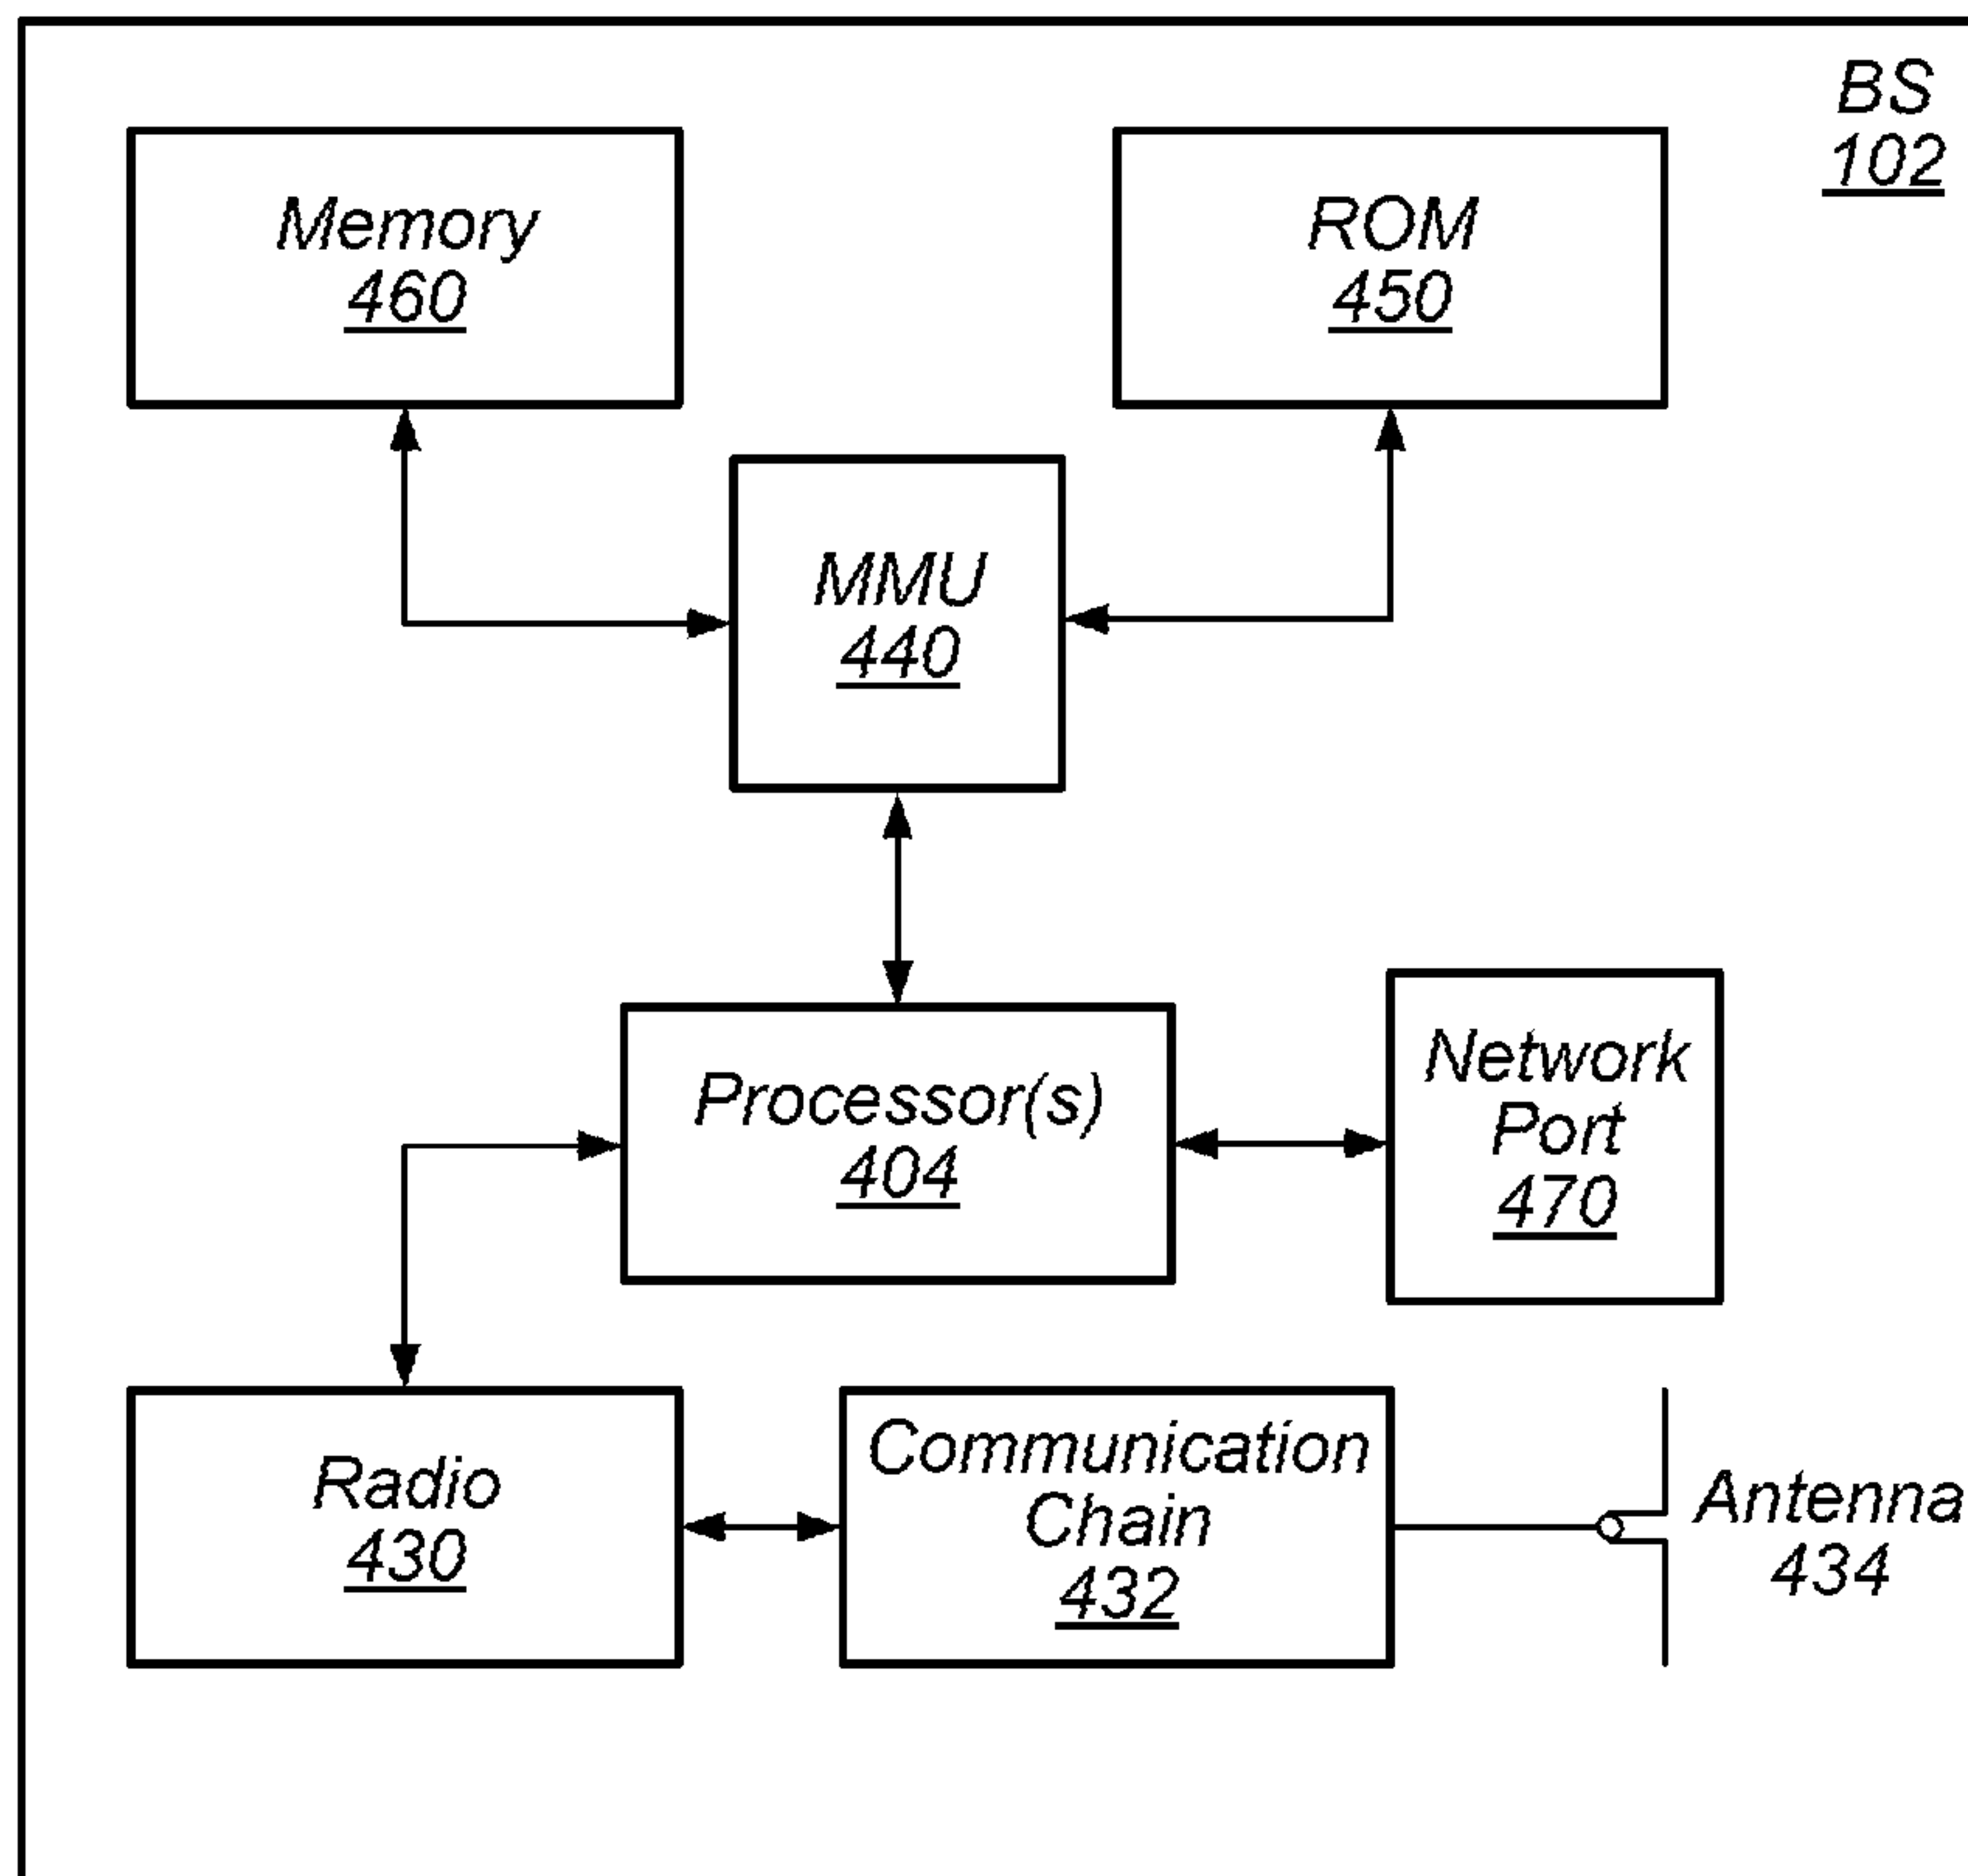 BS
102
Memory
460
ROM
450
MMU
440
Processor(s)
404
Network
Port
470
Radio
430
Communication
Chain
432
Antenna
434